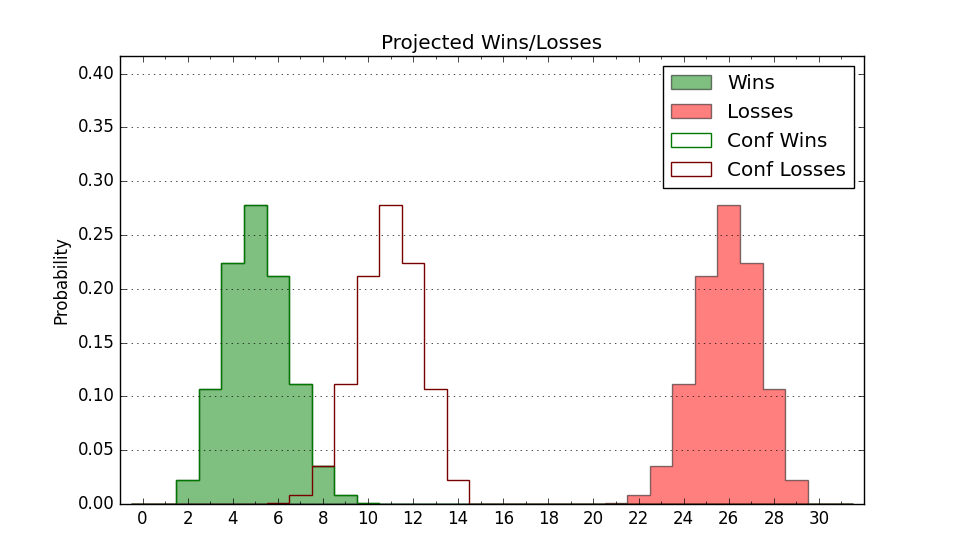 Projected Wins/Losses
Probability
0.40
0.35
0.30
0.25
0.20
0.15
0.10
0.05
0.00
Wins
Losses
Conf Wins
Conf Losses
0 2 4 6 8 10 12 14 16 18 20 22 24 26 28 30